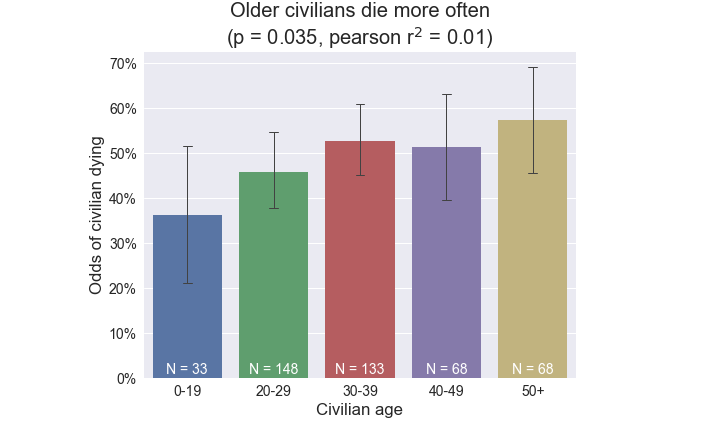 Older civilians die more often
(p = 0.035, pearson r² = 0.01)
Odds of civilian dying
70%
60%
50%
40%
30%
20%
10%
0%
N = 33
N = 148
N = 133
N = 68
N = 68
0-19
20-29
30-39
40-49
50+
Civilian age